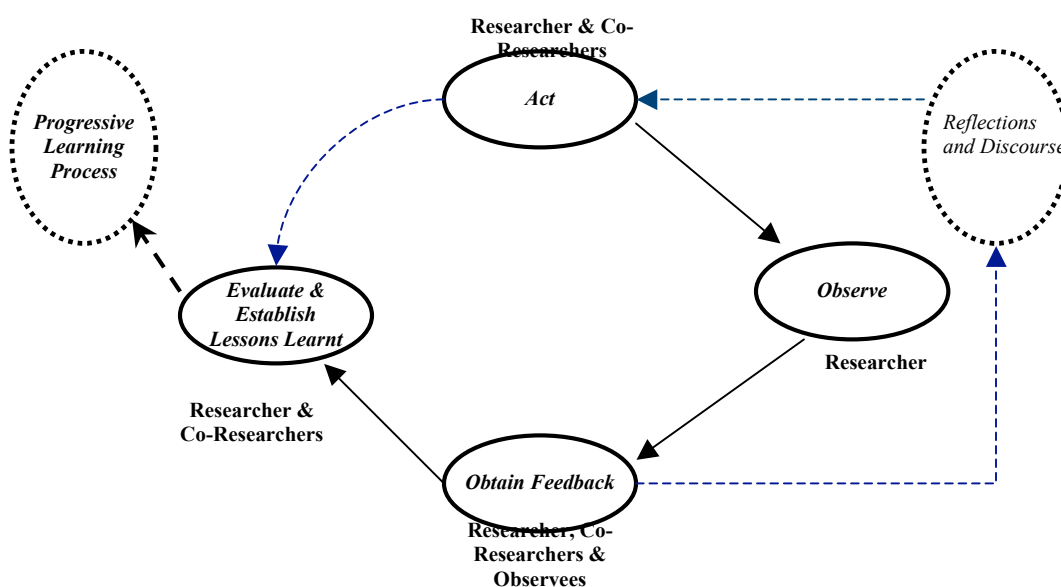 Researcher & Co-
Researchers
Act
Progressive
Learning
Process
Reflections
and Discourse
Evaluate &
Establish
Lessons Learnt
Observe
Researcher
Researcher &
Co-Researchers
Obtain Feedback
Researcher, Co-
Researchers &
Observees